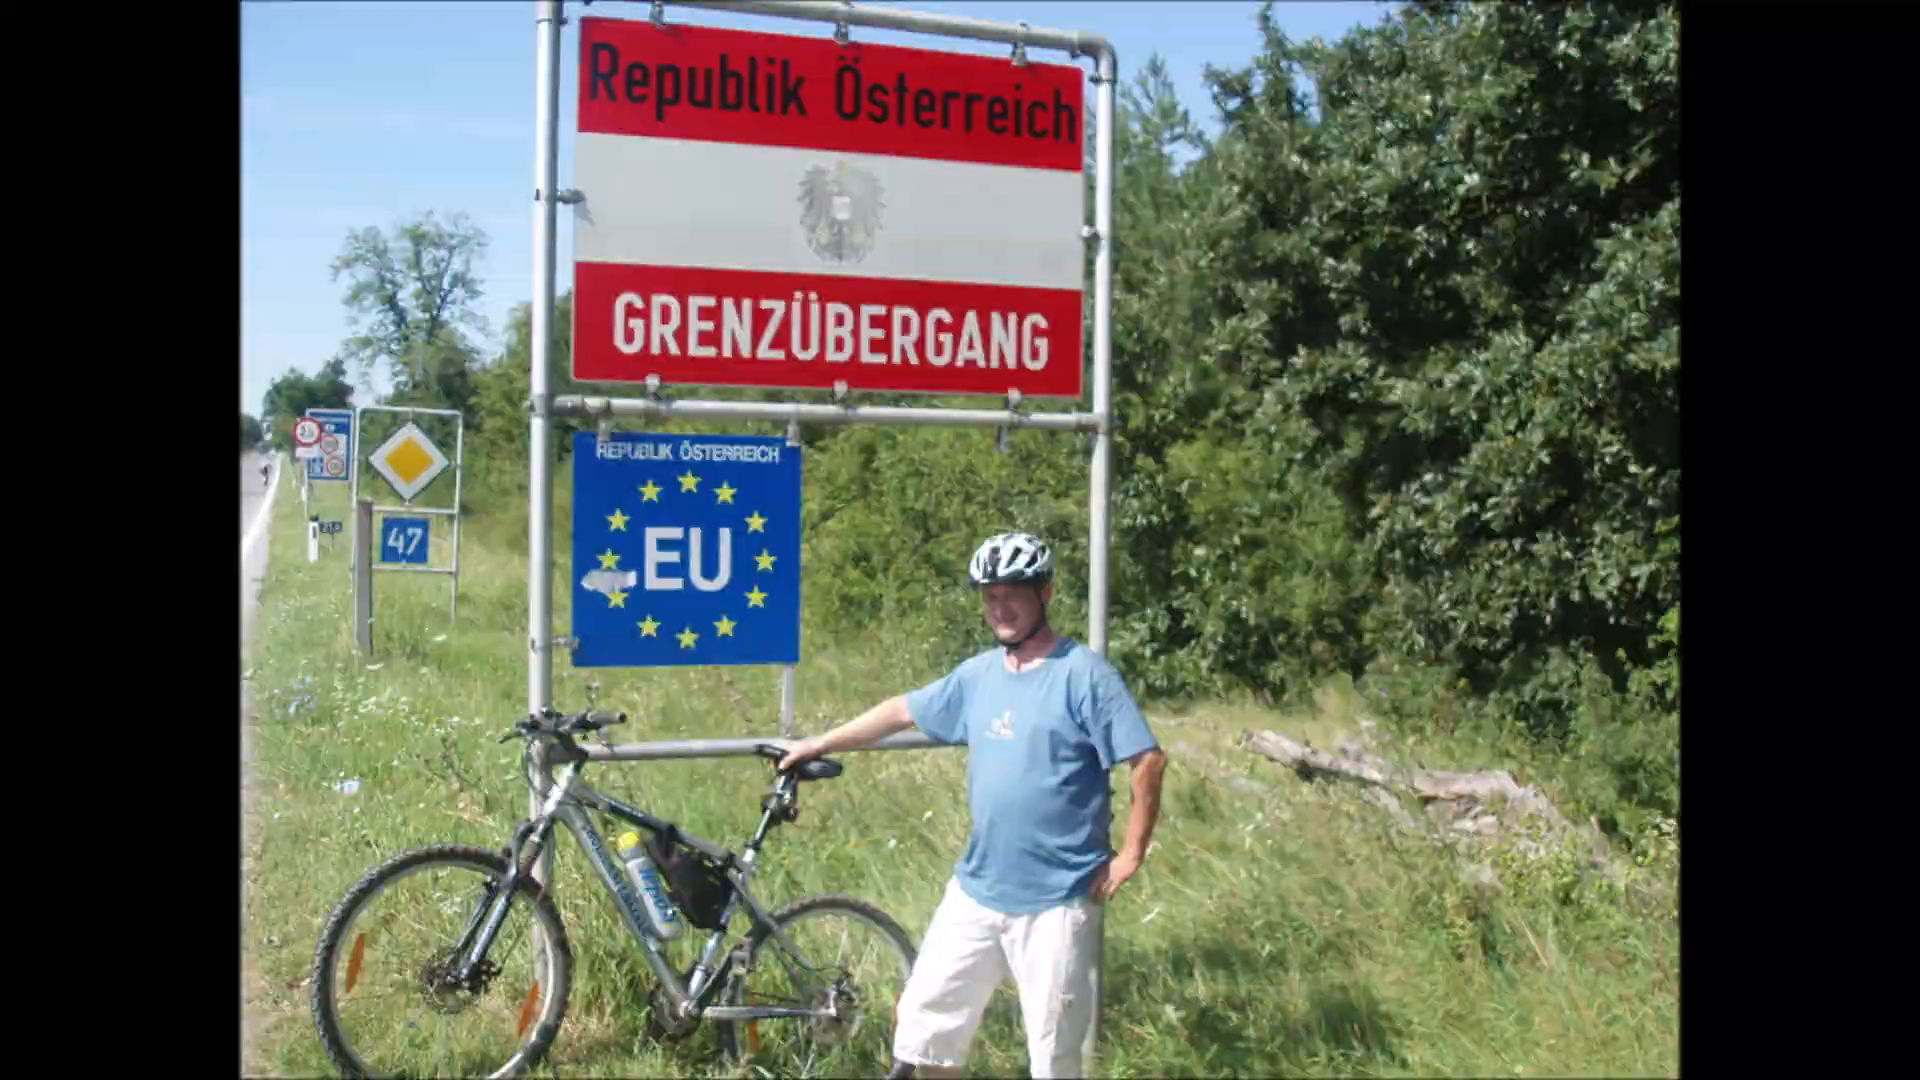 Republik Österreich
GRENZÜBERGANG
REPUBLIK ÖSTERREICH
EU
47